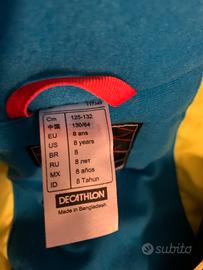 Cm 125-132
中国 130/64
EU 8 ans
US 8 years
BR 8
RU 8 лет
MX 8 años
ID 8 Tahun
DECATHLON
Made in Bangladesh
subito